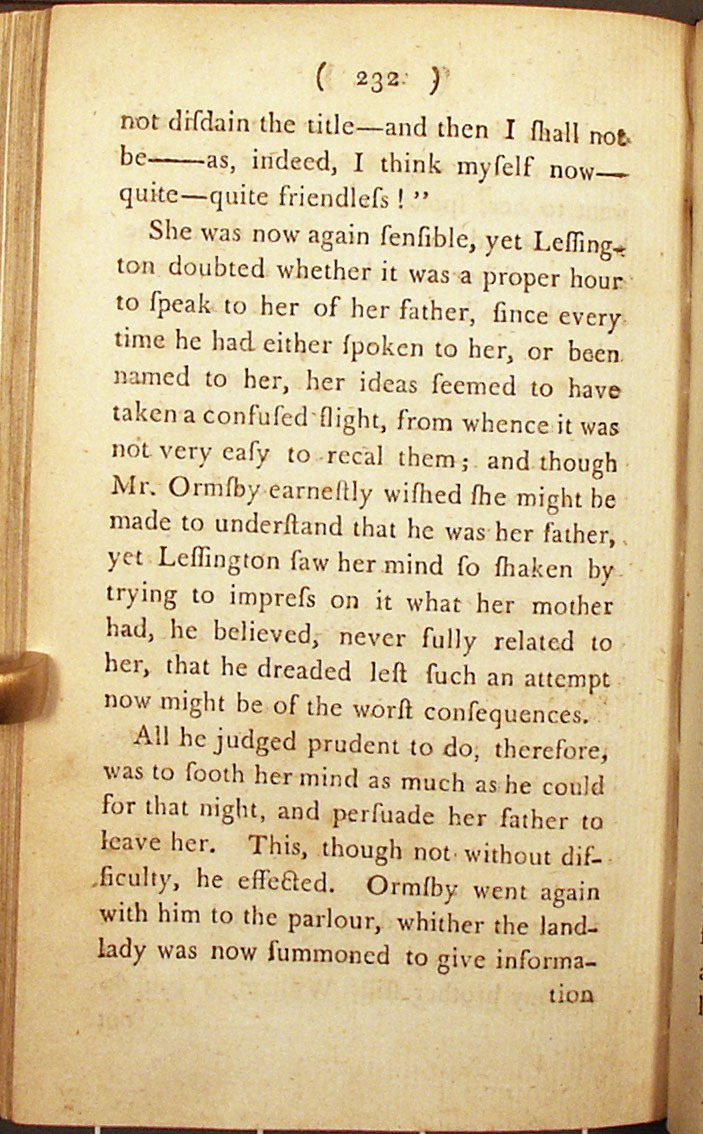 ( 232 )
not diſdain the title—and then I ſhall not
be——as, indeed, I think myſelf now—
quite—quite friendleſs ! ”
She was now again ſenſible, yet Leſſing-
ton doubted whether it was a proper hour
to ſpeak to her of her father, ſince every
time he had either ſpoken to her, or been
named to her, her ideas ſeemed to have
taken a confuſed flight, from whence it was
not very eaſy to recal them ; and though
Mr. Ormſby earneſtly wiſhed ſhe might be
made to underſtand that he was her father,
yet Leſſington ſaw her mind ſo ſhaken by
trying to impreſs on it what her mother
had, he believed, never fully related to
her, that he dreaded leſt ſuch an attempt
now might be of the worſt conſequences.
All he judged prudent to do, therefore,
was to ſooth her mind as much as he could
for that night, and perſuade her father to
leave her. This, though not without dif-
ficulty, he effected. Ormſby went again
with him to the parlour, whither the land-
lady was now ſummoned to give informa-
tion